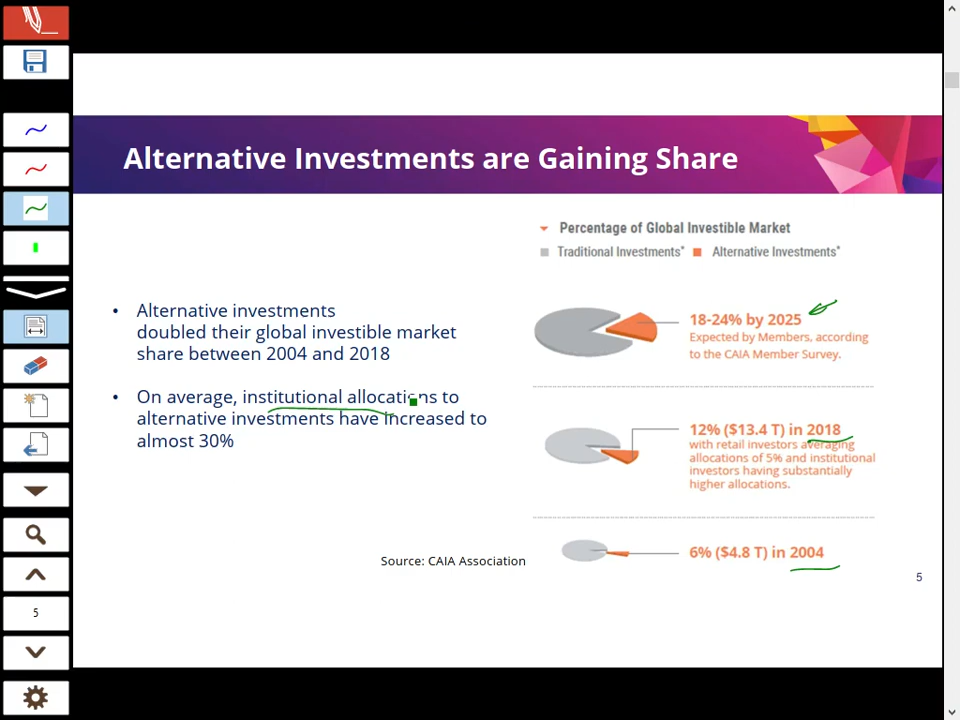 Alternative Investments are Gaining Share
• Alternative investments
doubled their global investible market
share between 2004 and 2018
• On average, institutional allocations to
alternative investments have increased to
almost 30%
Percentage of Global Investible Market
Traditional Investments* Alternative Investments*
18-24% by 2025
Expected by Members, according
to the CAIA Member Survey.
12% ($13.4 T) in 2018
with retail investors averaging
allocations of 5% and institutional
investors having substantially
higher allocations.
6% ($4.8 T) in 2004
Source: CAIA Association
5
5